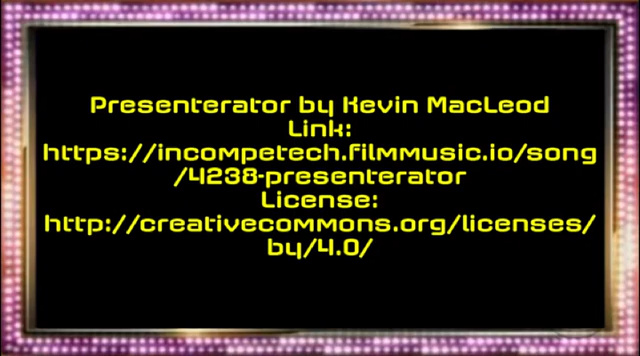 Presenterator by Kevin MacLeod
Link:
https://incompetech.filmmusic.io/song
/4238-presenterator
License:
http://creativecommons.org/licenses/
by/4.0/